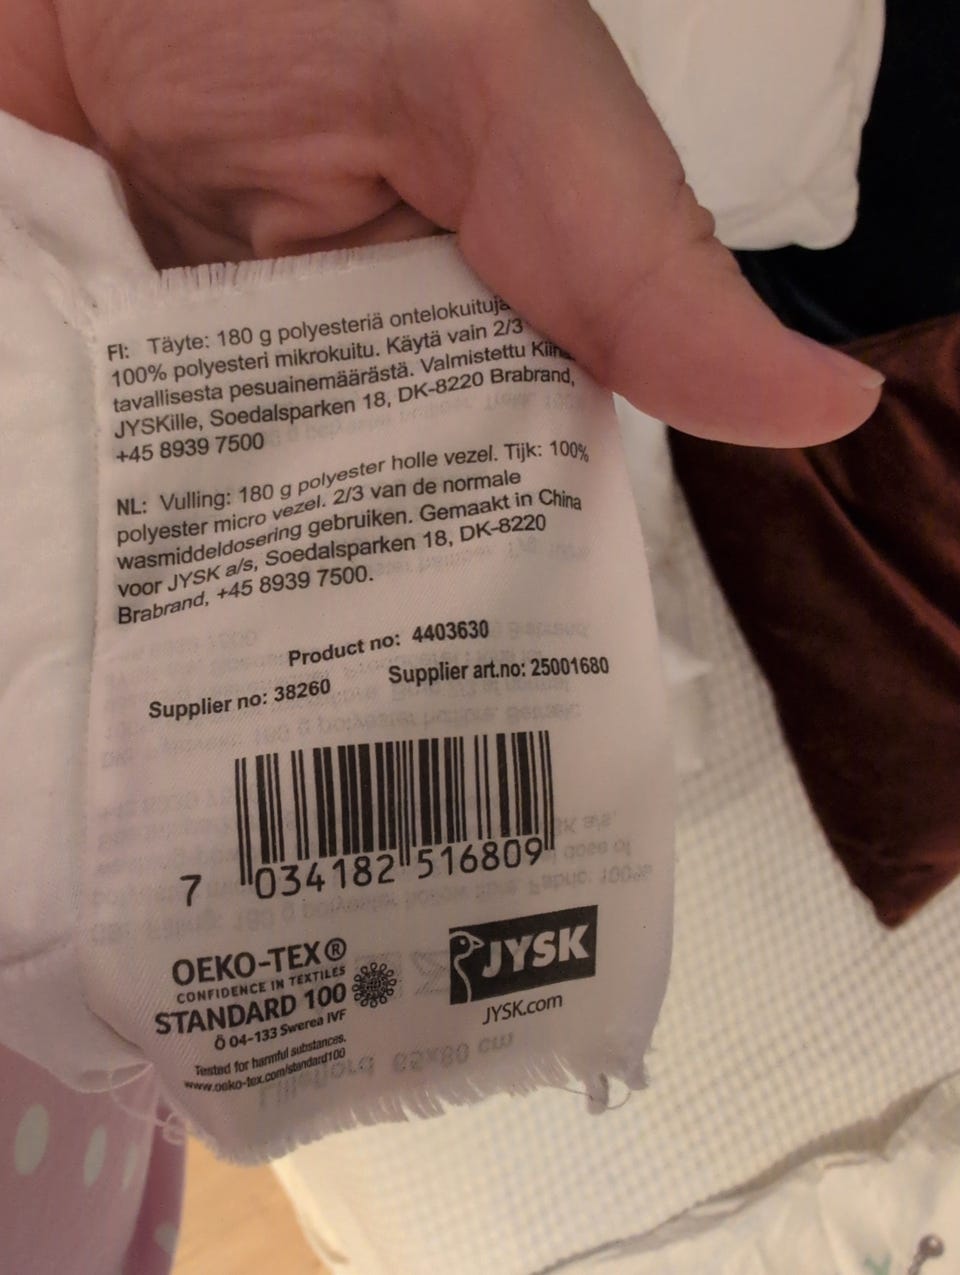 FI: Täyte: 180 g polyesteriä ontelokuituja
100% polyesteri mikrokuitu. Käytä vain 2/3
tavallisesta pesuainemäärästä. Valmistettu
JYSKille, Soedalsparken 18, DK-8220 Brabrand,
+45 8939 7500
NL: Vulling: 180 g polyester holle vezel. Tijk: 100%
polyester micro vezel. 2/3 van de normale
wasmiddeldosering gebruiken. Gemaakt in China
voor JYSK a/s, Soedalsparken 18, DK-8220
Brabrand, +45 8939 7500.
Product no: 4403630
Supplier no: 38260 Supplier art.no: 25001680
7 034182 516809
OEKO-TEX®
CONFIDENCE IN TEXTILES
STANDARD 100
Ö 04-133 Swerea IVF
Tested for harmful substances.
www.oeko-tex.com/standard100
JYSK
JYSK.com